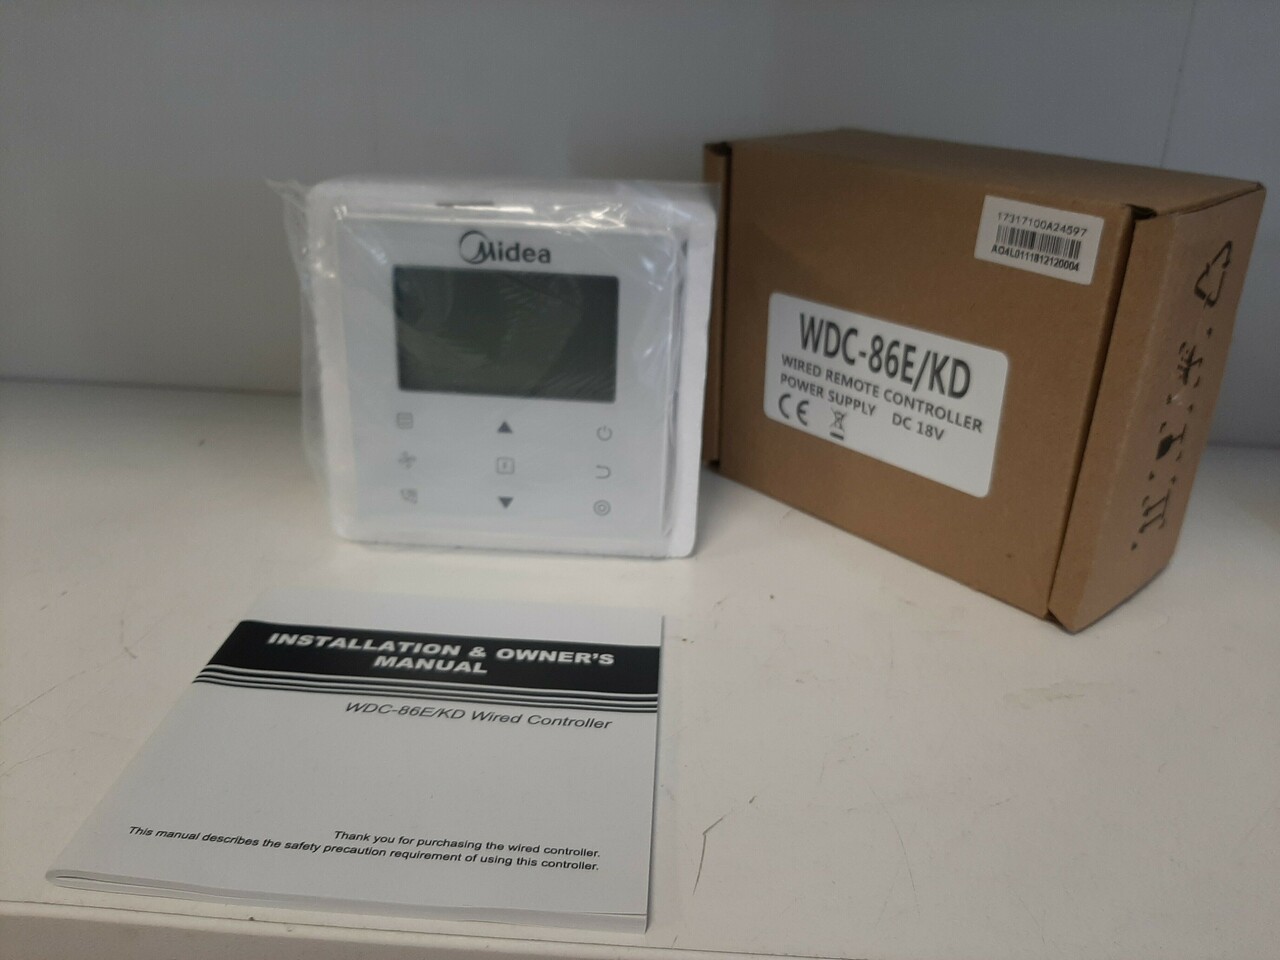 Midea
17317100A24597
AO4L0111812120004
WDC-86E/KD
WIRED REMOTE CONTROLLER
POWER SUPPLY DC 18V
CE
INSTALLATION & OWNER'S
MANUAL
WDC-86E/KD Wired Controller
Thank you for purchasing the wired controller.
This manual describes the safety precaution requirement of using this controller.